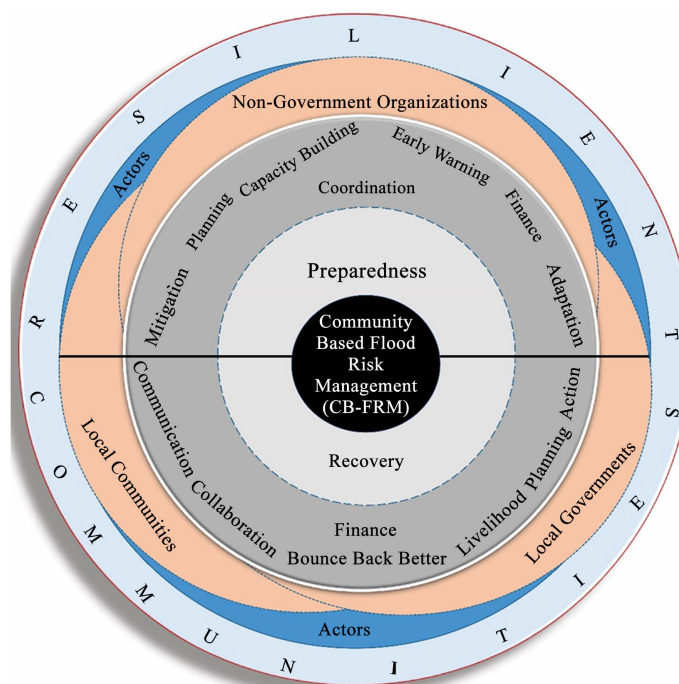 RESILIENT
Non-Government Organizations
Actors
Actors
Capacity Building
Early Warning
Coordination
Planning
Finance
Mitigation
Adaptation
Preparedness
Community
Based Flood
Risk
Management
(CB-FRM)
Recovery
Communication
Collaboration
Finance
Bounce Back Better
Livelihood
Planning
Action
Local Communities
Local Governments
Actors
COMMUNITIES